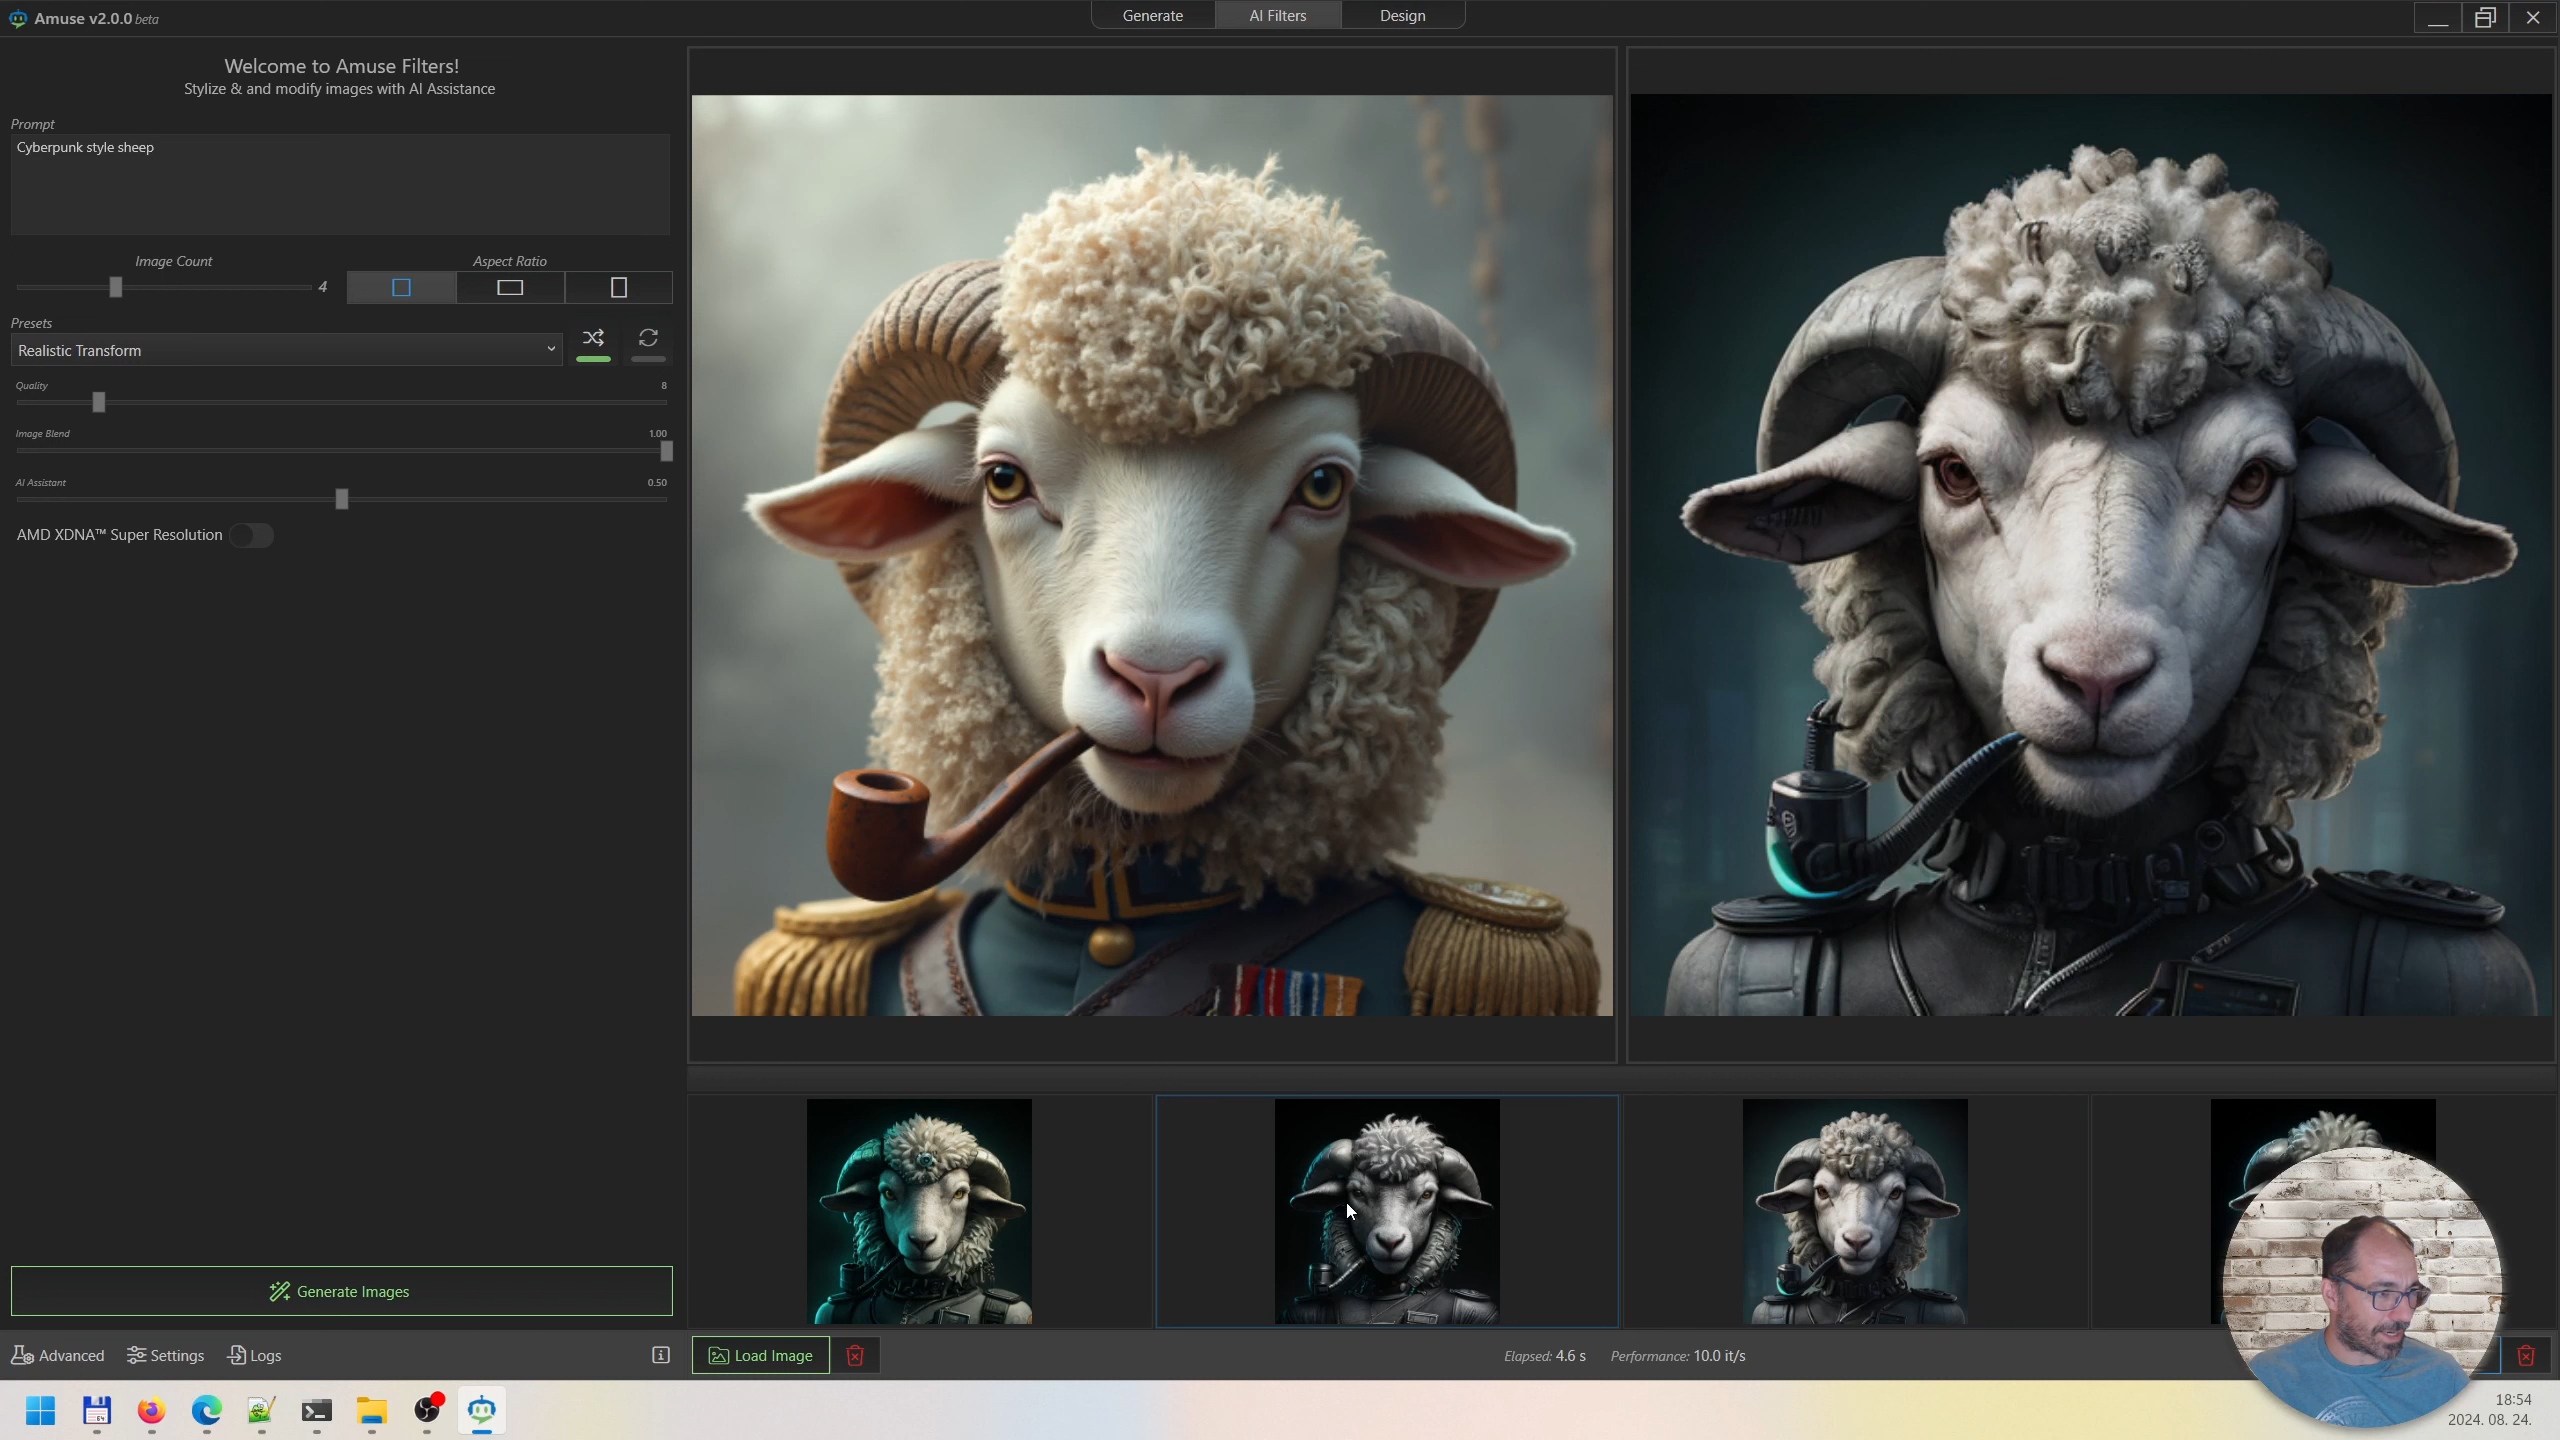 Amuse v2.0.0 beta
Generate
AI Filters
Design
Welcome to Amuse Filters!
Stylize & and modify images with AI Assistance
Prompt
Cyberpunk style sheep
Image Count
4
Aspect Ratio
Presets
Realistic Transform
Quality
8
Image Blend
1.00
AI Assistant
0.50
AMD XDNA™ Super Resolution
Generate Images
Advanced
Settings
Logs
Load Image
Elapsed: 4.6 s
Performance: 10.0 it/s
64
18:54
2024. 08. 24.